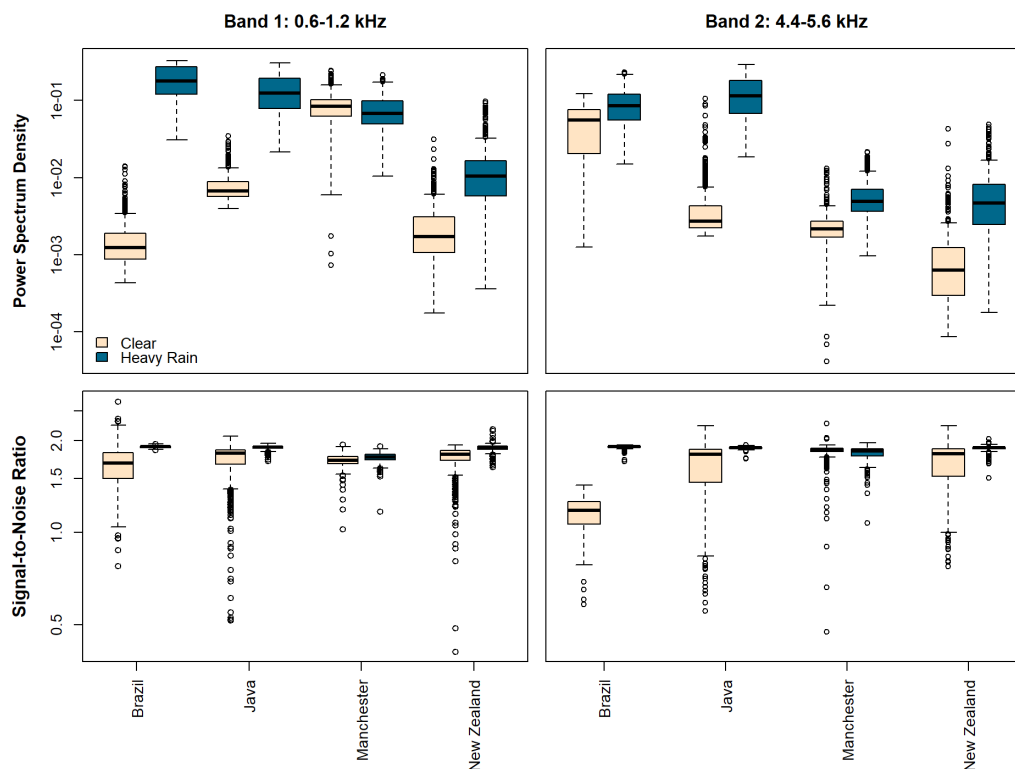 Band 1: 0.6-1.2 kHz
Band 2: 4.4-5.6 kHz
Power Spectrum Density
1e-01
1e-02
1e-03
1e-04
Clear
Heavy Rain
Signal-to-Noise Ratio
2.0
1.5
1.0
0.5
Brazil
Java
Manchester
New Zealand
Brazil
Java
Manchester
New Zealand